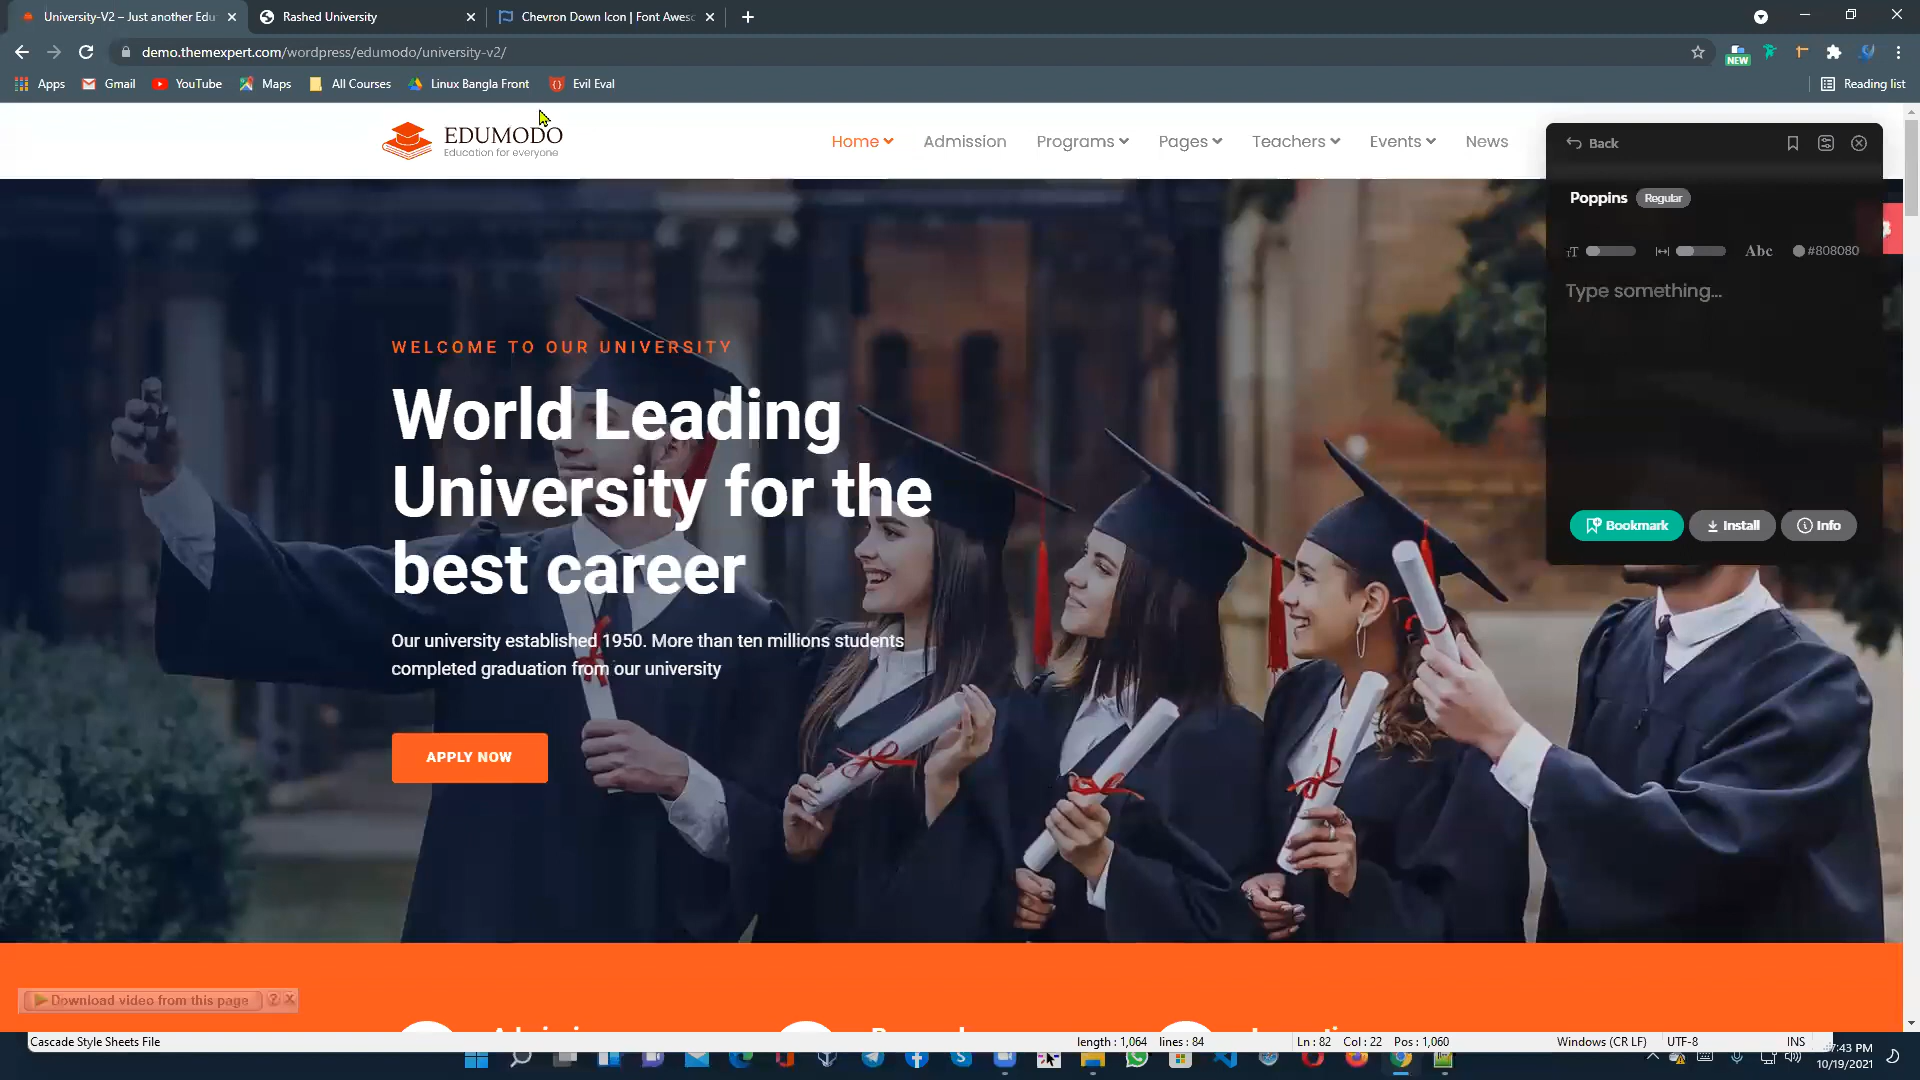 University-V2 – Just another Edu
Rashed University
Chevron Down Icon | Font Awesc
demo.themexpert.com/wordpress/edumodo/university-v2/
NEW
Apps
Gmail
YouTube
Maps
All Courses
Linux Bangla Front
Evil Eval
Reading list
EDUMODO
Education for everyone
Home
Admission
Programs
Pages
Teachers
Events
News
Back
Poppins
Regular
Abc
#808080
Type something...
Bookmark
Install
Info
WELCOME TO OUR UNIVERSITY
World Leading
University for the
best career
Our university established 1950. More than ten millions students
completed graduation from our university
APPLY NOW
Download video from this page
Cascade Style Sheets File
length : 1,064 lines : 84
Ln : 82 Col : 22 Pos : 1,060
Windows (CR LF)
UTF-8
INS
:43 PM
10/19/2021